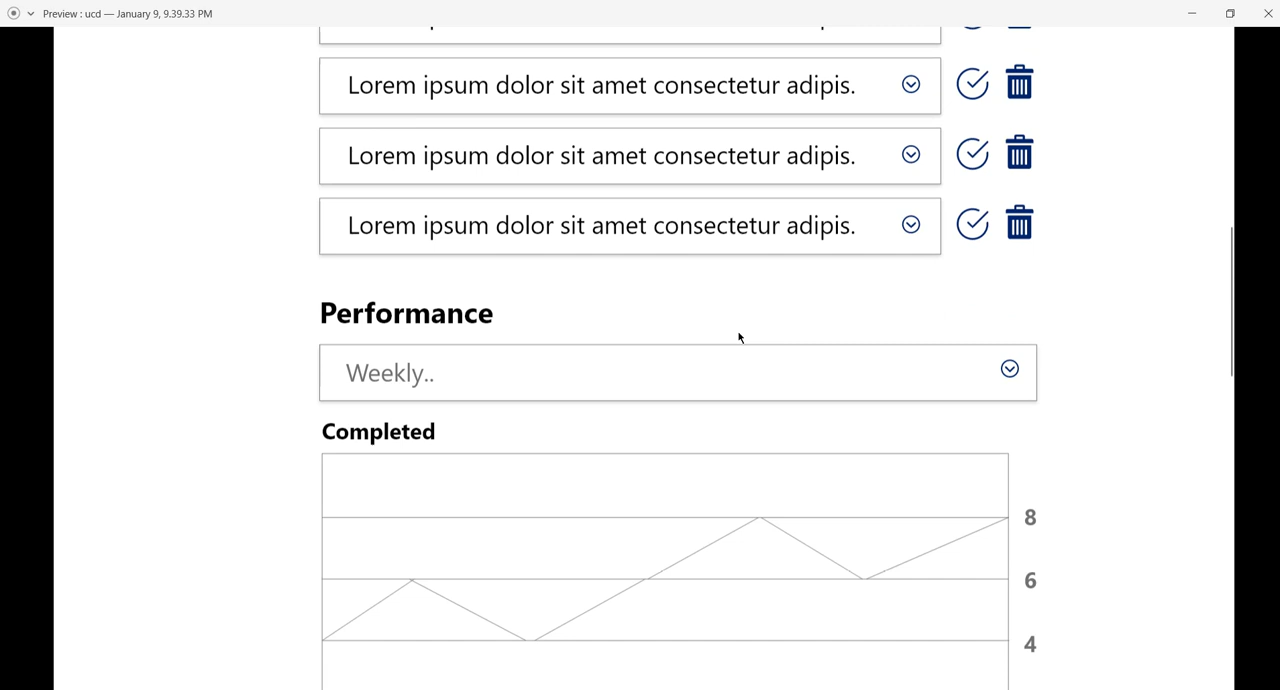 Preview : ucd — January 9, 9.39.33 PM
Lorem ipsum dolor sit amet consectetur adipis.
Lorem ipsum dolor sit amet consectetur adipis.
Lorem ipsum dolor sit amet consectetur adipis.
Performance
Weekly..
Completed
8
6
4